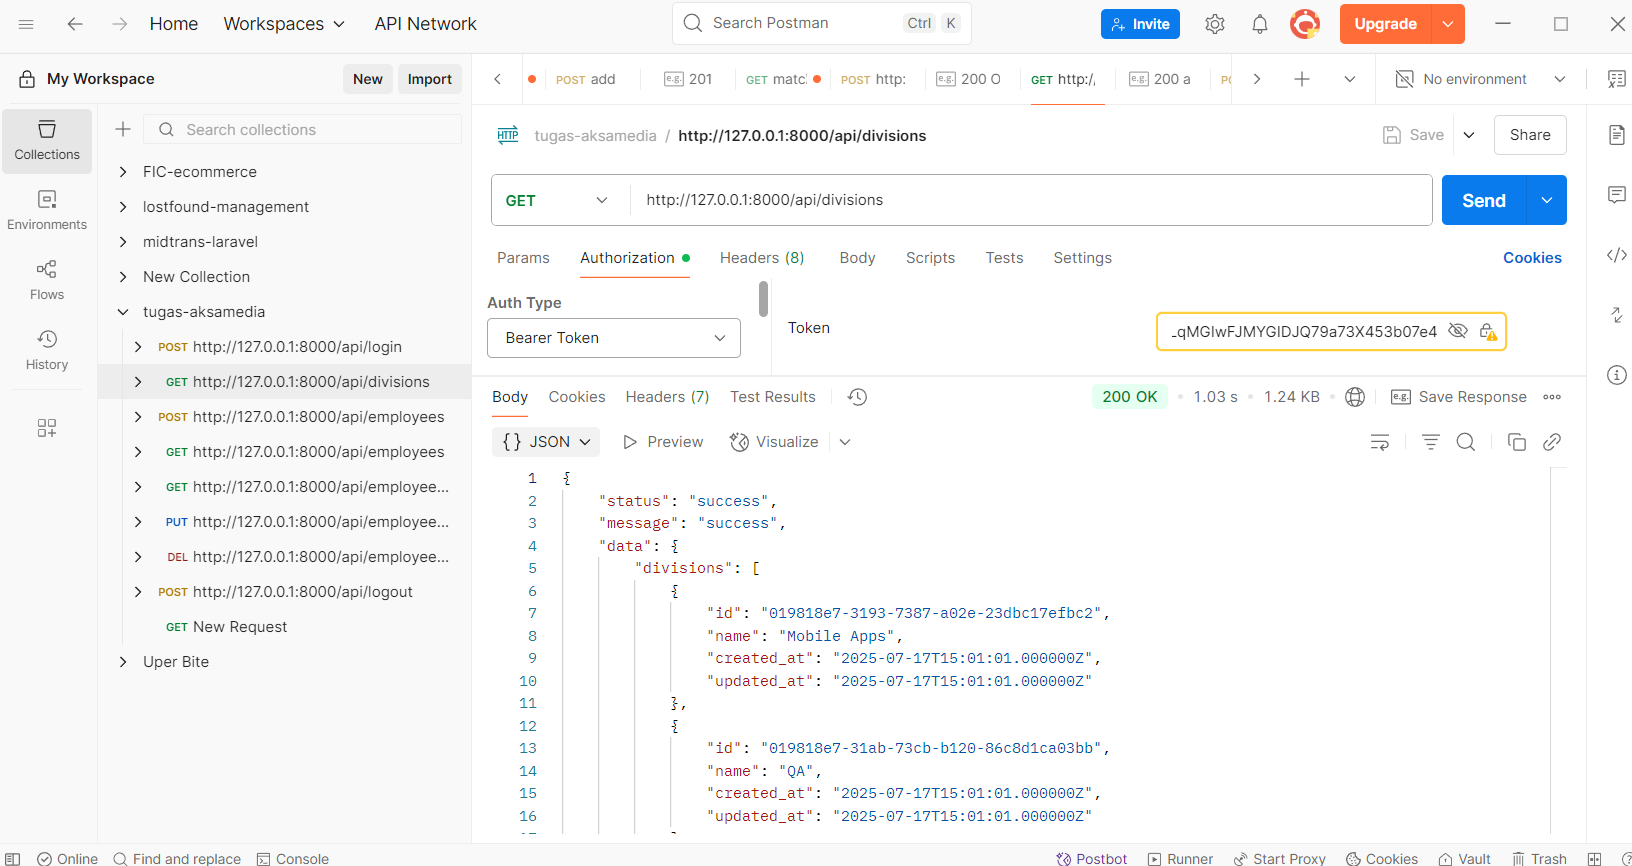 Home Workspaces API Network Search Postman Ctrl K Invite Upgrade
My Workspace New Import
POST add e.g. 201 GET matc POST http: e.g. 200 O GET http:/, e.g. 200 a No environment
Collections
Environments
Flows
History
Search collections
FIC-ecommerce
lostfound-management
midtrans-laravel
New Collection
tugas-aksamedia
POST http://127.0.0.1:8000/api/login
GET http://127.0.0.1:8000/api/divisions
POST http://127.0.0.1:8000/api/employees
GET http://127.0.0.1:8000/api/employees
GET http://127.0.0.1:8000/api/employee...
PUT http://127.0.0.1:8000/api/employee...
DEL http://127.0.0.1:8000/api/employee...
POST http://127.0.0.1:8000/api/logout
GET New Request
Uper Bite
HTTP tugas-aksamedia / http://127.0.0.1:8000/api/divisions Save Share
GET http://127.0.0.1:8000/api/divisions Send
Params Authorization Headers (8) Body Scripts Tests Settings Cookies
Auth Type
Bearer Token
Token
_qMGIwFJMYGIDJQ79a73X453b07e4
Body Cookies Headers (7) Test Results 200 OK 1.03 s 1.24 KB e.g. Save Response
{} JSON Preview Visualize
1 {
2 "status": "success",
3 "message": "success",
4 "data": {
5 "divisions": [
6 {
7 "id": "019818e7-3193-7387-a02e-23dbc17efbc2",
8 "name": "Mobile Apps",
9 "created_at": "2025-07-17T15:01:01.000000Z",
10 "updated_at": "2025-07-17T15:01:01.000000Z"
11 },
12 {
13 "id": "019818e7-31ab-73cb-b120-86c8d1ca03bb",
14 "name": "QA",
15 "created_at": "2025-07-17T15:01:01.000000Z",
16 "updated_at": "2025-07-17T15:01:01.000000Z"
Online Find and replace Console Postbot Runner Start Proxy Cookies Vault Trash